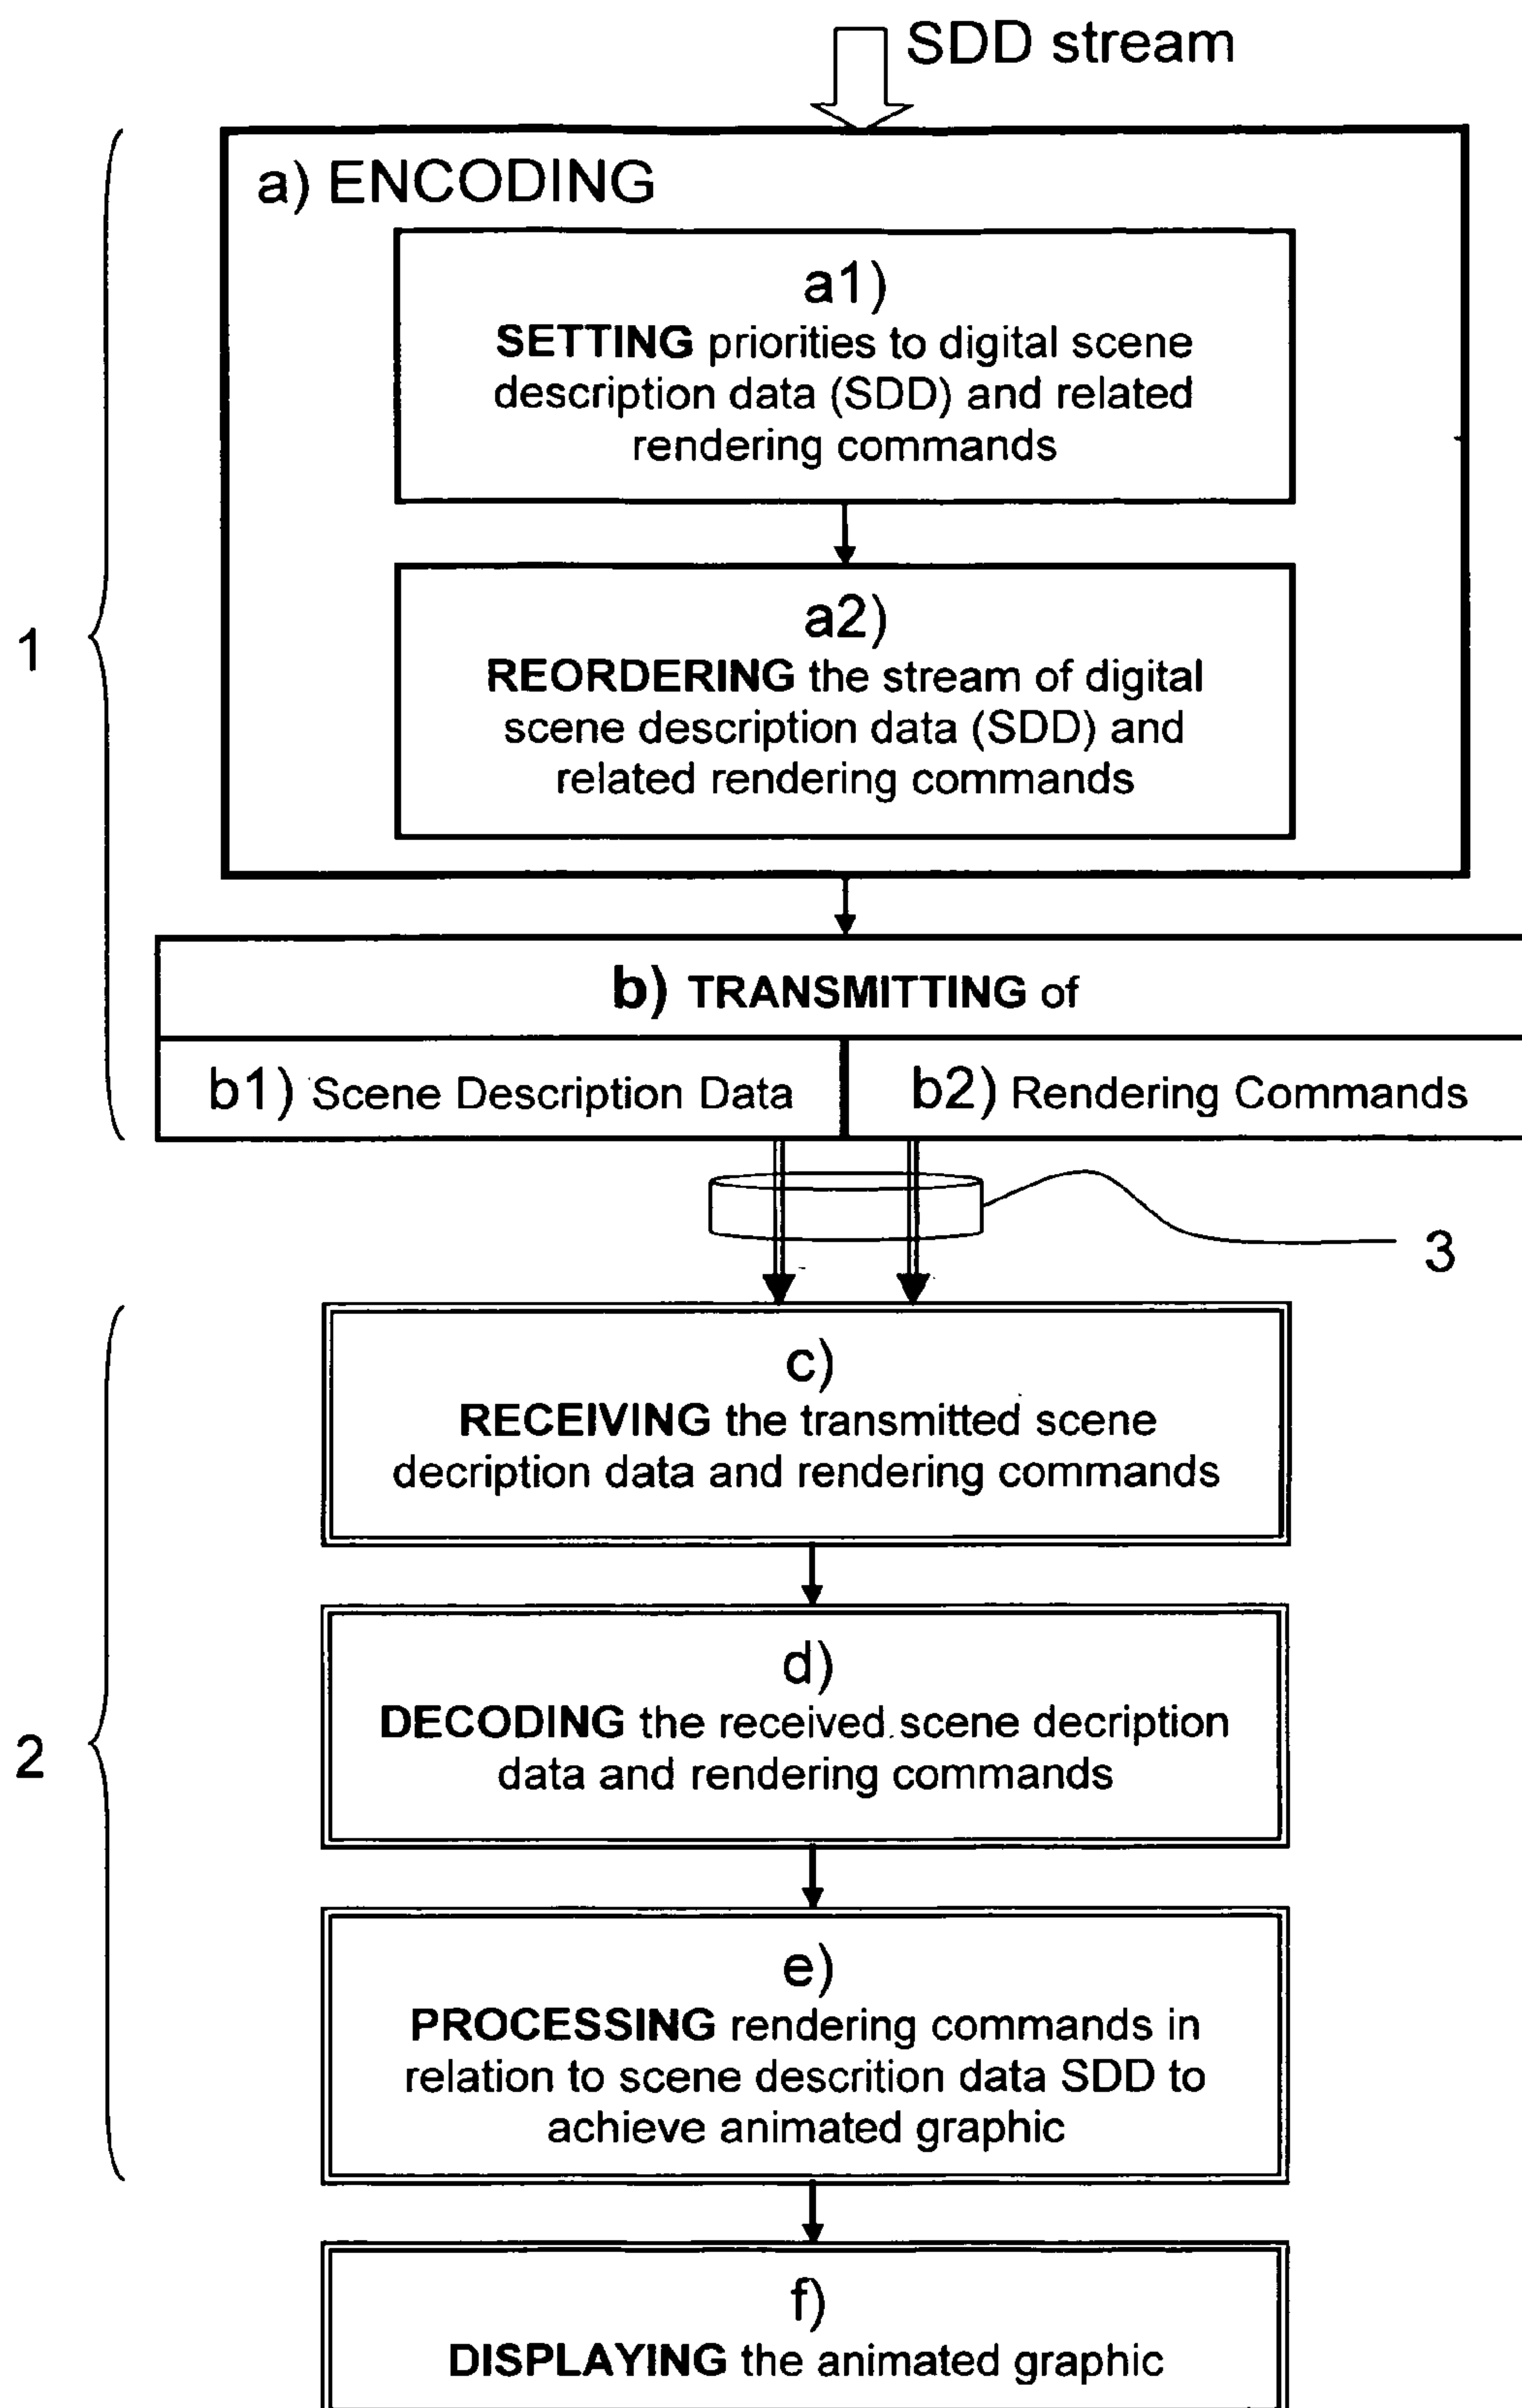 SDD stream
a) ENCODING
a1)
SETTING priorities to digital scene
description data (SDD) and related
rendering commands
a2)
REORDERING the stream of digital
scene description data (SDD) and
related rendering commands
1
b) TRANSMITTING of
b1) Scene Description Data
b2) Rendering Commands
3
c)
RECEIVING the transmitted scene
decription data and rendering commands
d)
DECODING the received scene decription
data and rendering commands
2
e)
PROCESSING rendering commands in
relation to scene descrition data SDD to
achieve animated graphic
f)
DISPLAYING the animated graphic